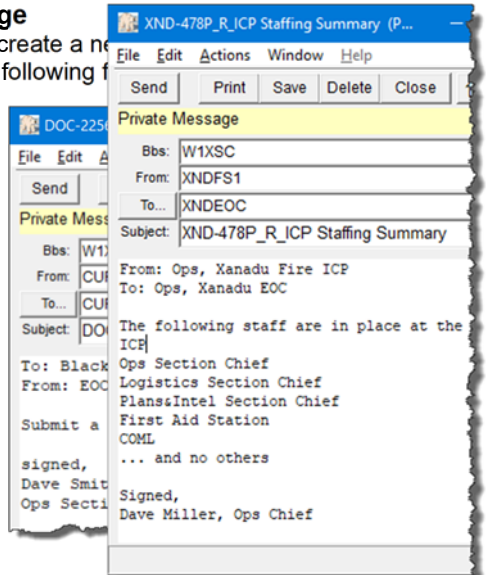 ge
create a ne
following f
DOC-2256
File Edit A
Send
Private Mess
Bbs: W1X
From: CUP
To... CUP
Subject: DO
To: Black
From: EOC
Submit a
signed,
Dave Smit
Ops Secti
XND-478P_R_ICP Staffing Summary (P...
File Edit Actions Window Help
Send Print Save Delete Close
Private Message
Bbs: W1XSC
From: XNDFS1
To... XNDEOC
Subject: XND-478P_R_ICP Staffing Summary
From: Ops, Xanadu Fire ICP
To: Ops, Xanadu EOC
The following staff are in place at the
ICP
Ops Section Chief
Logistics Section Chief
Plans&Intel Section Chief
First Aid Station
COML
... and no others
Signed,
Dave Miller, Ops Chief